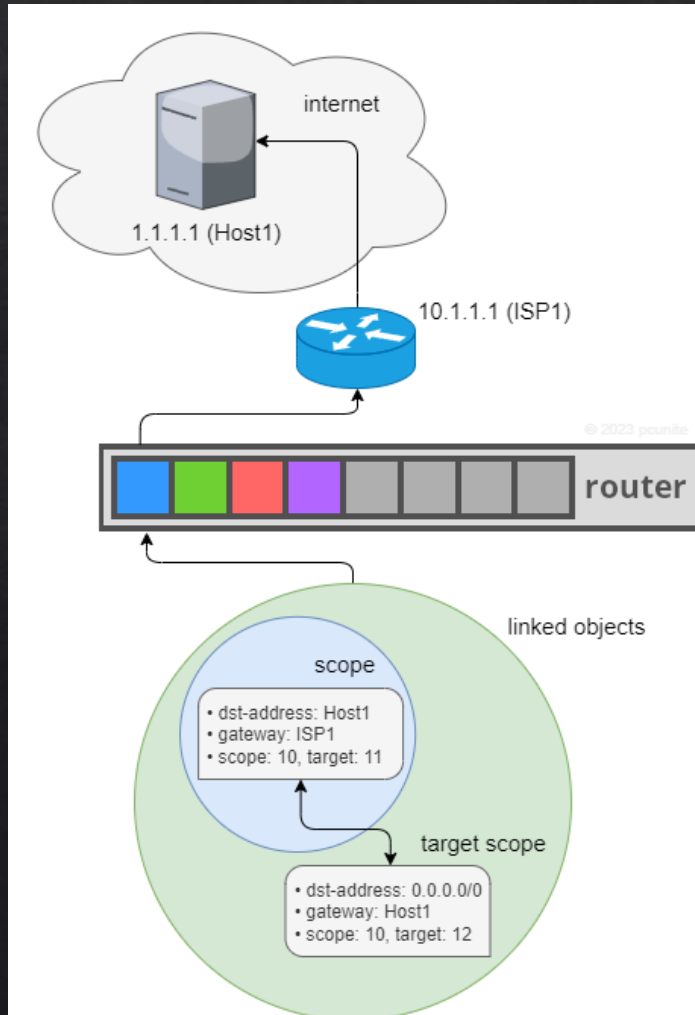 internet
1.1.1.1 (Host1)
10.1.1.1 (ISP1)
© 2023 pcunite
router
linked objects
scope
• dst-address: Host1
• gateway: ISP1
• scope: 10, target: 11
target scope
• dst-address: 0.0.0.0/0
• gateway: Host1
• scope: 10, target: 12